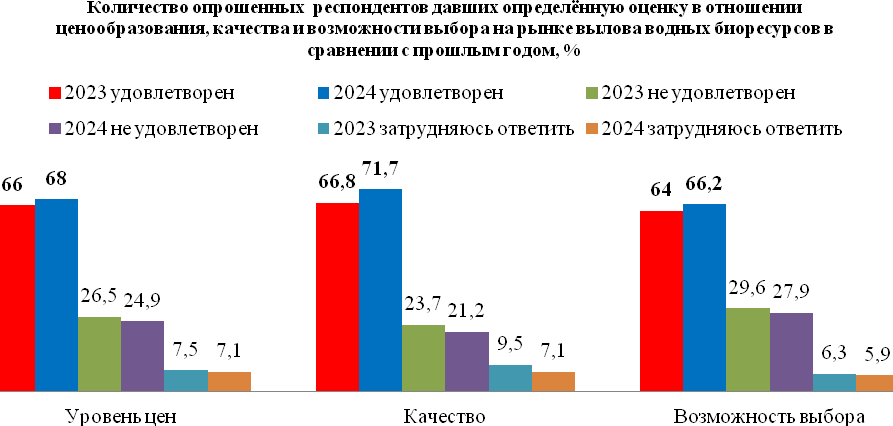 Количество опрошенных респондентов давших определённую оценку в отношении
ценообразования, качества и возможности выбора на рынке вылова водных биоресурсов в
сравнении с прошлым годом, %
2023 удовлетворен 2024 удовлетворен 2023 не удовлетворен
2024 не удовлетворен 2023 затрудняюсь ответить 2024 затрудняюсь ответить
66 68 26,5 24,9 7,5 7,1
66,8 71,7 23,7 21,2 9,5 7,1
64 66,2 29,6 27,9 6,3 5,9
Уровень цен Качество Возможность выбора